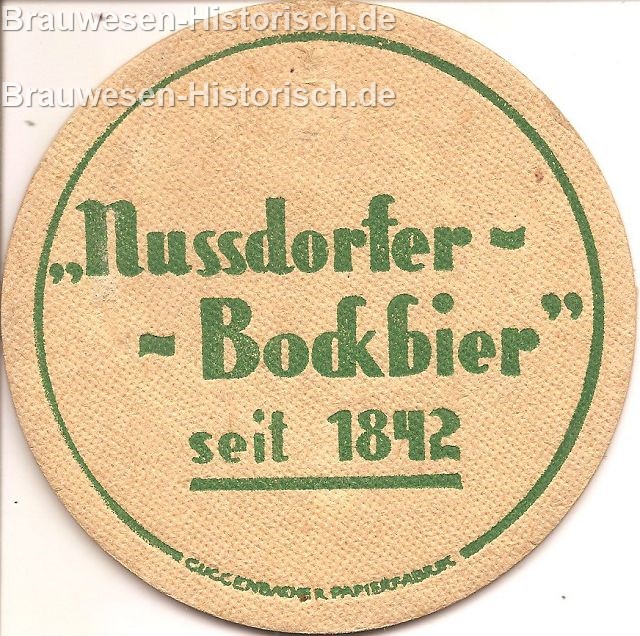 Brauwesen-Historisch.de
Brauwesen-Historisch.de
„Nussdorfer-
-Bockbier”
seit 1842
GUGGENBACHER PAPIERFABRIK